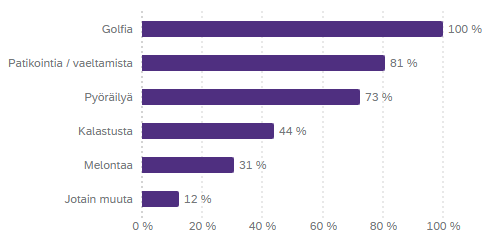 Golfia 100 %
Patikointia / vaeltamista 81 %
Pyöräilyä 73 %
Kalastusta 44 %
Melontaa 31 %
Jotain muuta 12 %
0 % 20 % 40 % 60 % 80 % 100 %